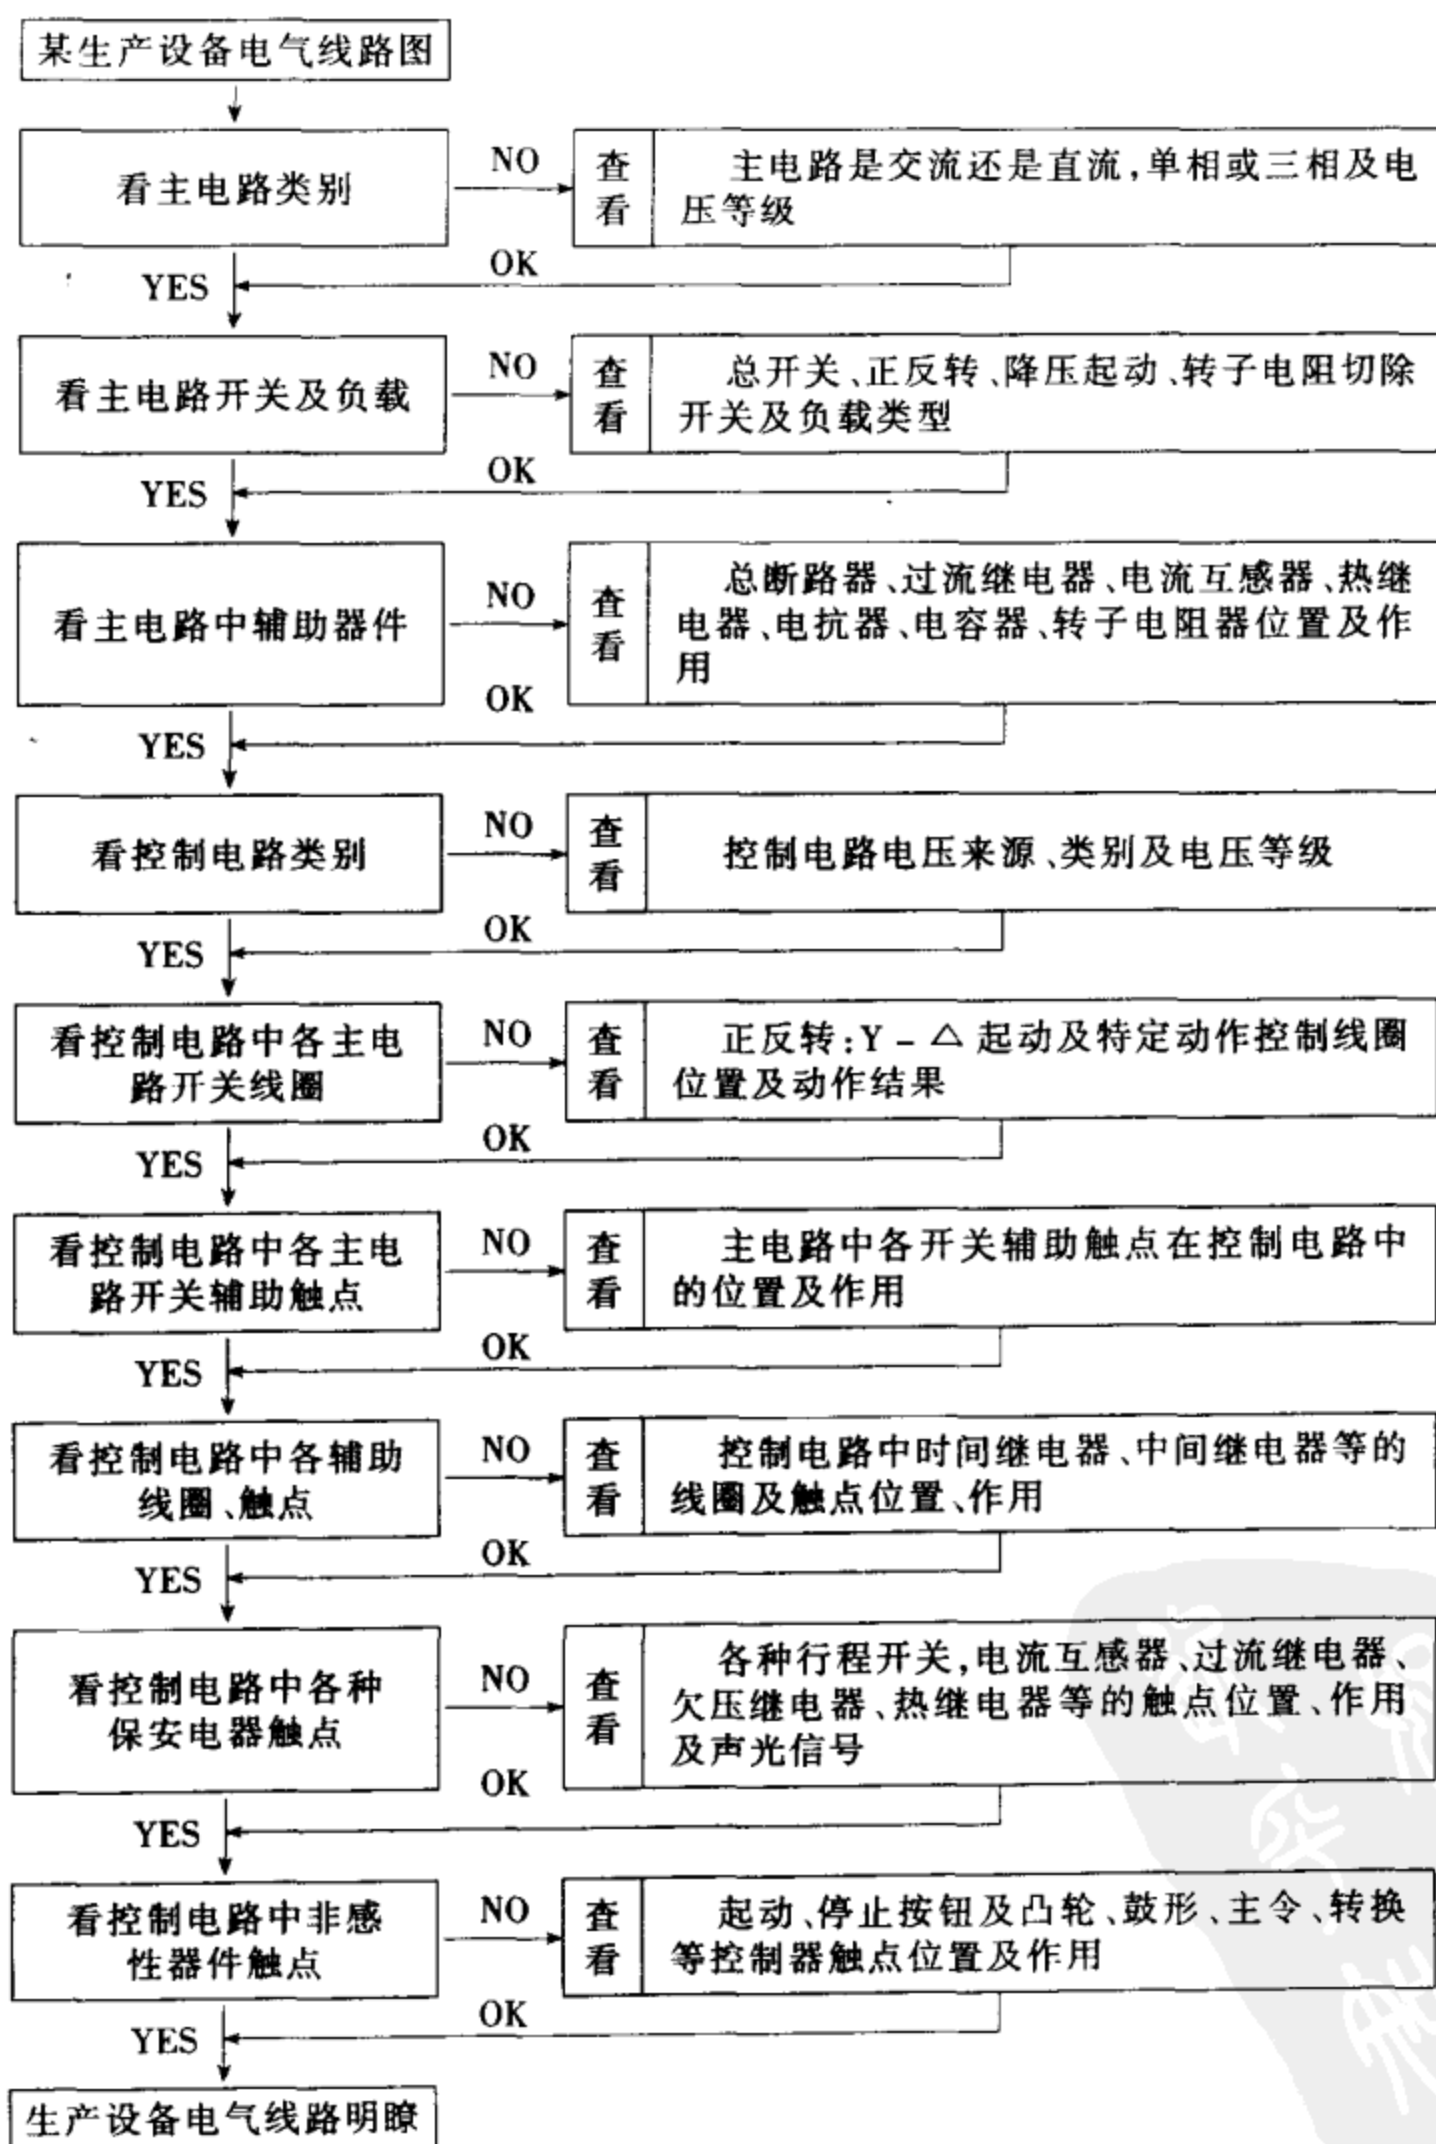 某生产设备电气线路图
看主电路类别
NO
查
看
主电路是交流还是直流,单相或三相及电
压等级
OK
YES
看主电路开关及负载
NO
查
看
总开关、正反转、降压起动、转子电阻切除
开关及负载类型
OK
YES
看主电路中辅助器件
NO
查
看
总断路器、过流继电器、电流互感器、热继
电器、电抗器、电容器、转子电阻器位置及作
用
OK
YES
看控制电路类别
NO
查
看
控制电路电压来源、类别及电压等级
OK
YES
看控制电路中各主电
路开关线圈
NO
查
看
正反转:Y-△起动及特定动作控制线圈
位置及动作结果
OK
YES
看控制电路中各主电
路开关辅助触点
NO
查
看
主电路中各开关辅助触点在控制电路中
的位置及作用
OK
YES
看控制电路中各辅助
线圈、触点
NO
查
看
控制电路中时间继电器、中间继电器等的
线圈及触点位置、作用
OK
YES
看控制电路中各种
保安电器触点
NO
查
看
各种行程开关,电流互感器、过流继电器、
欠压继电器、热继电器等的触点位置、作用
及声光信号
OK
YES
看控制电路中非感
性器件触点
NO
查
看
起动、停止按钮及凸轮、鼓形、主令、转换
等控制器触点位置及作用
OK
YES
生产设备电气线路明瞭